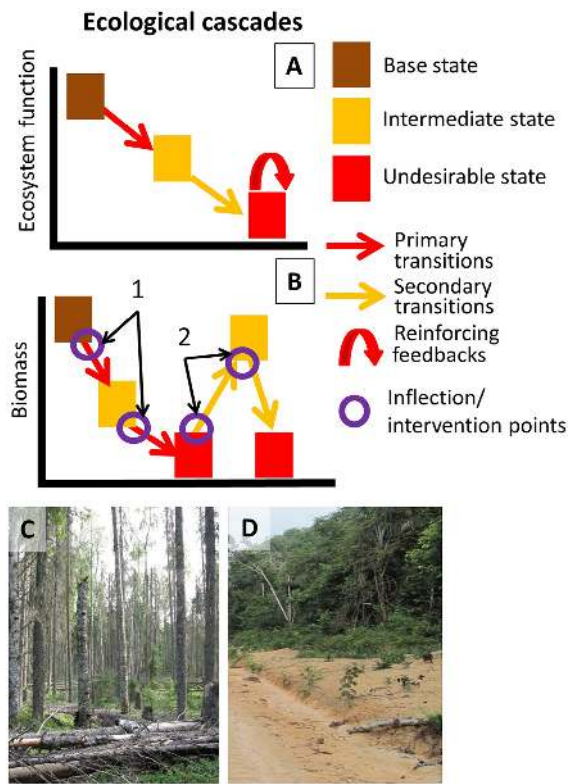 Ecological cascades
A
Base state
Intermediate state
Undesirable state
Ecosystem function
Primary
transitions
Secondary
transitions
Reinforcing
feedbacks
Inflection/
intervention points
B
1
2
Biomass
C
D